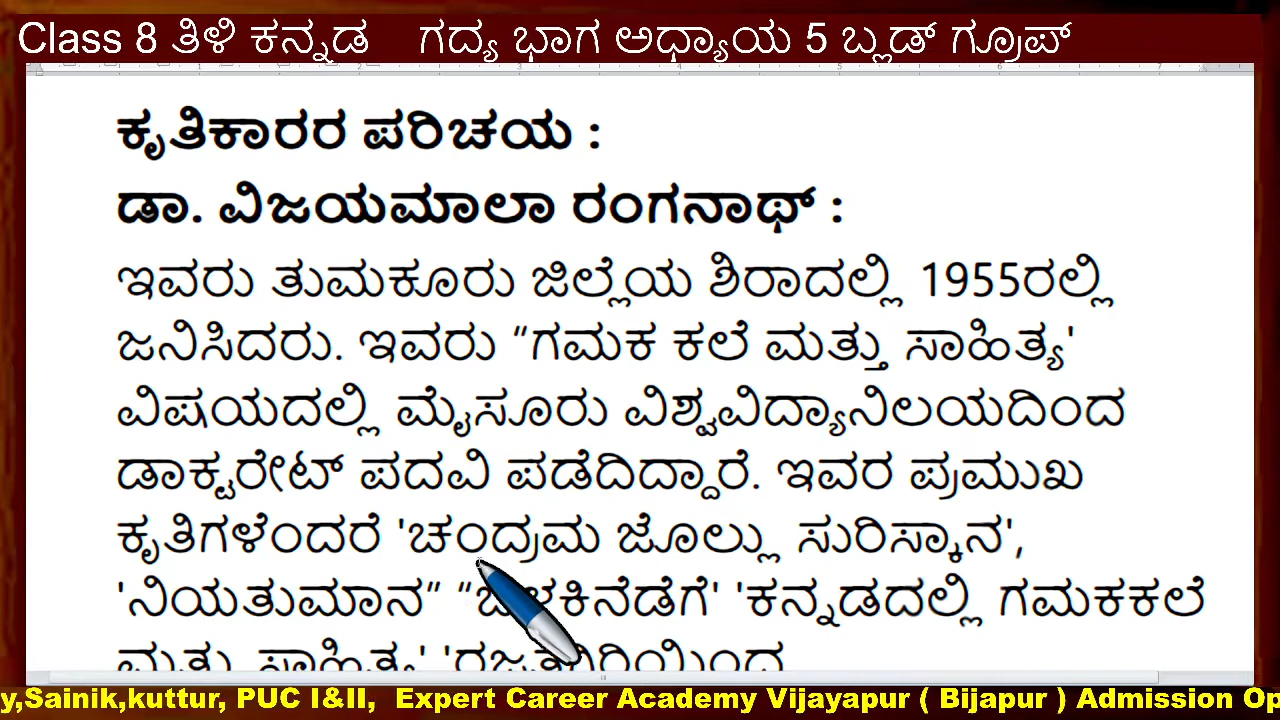 Class 8 ತಿಳಿ ಕನ್ನಡ ಗದ್ಯ ಭಾಗ ಅಧ್ಯಾಯ 5 ಬ್ಲಡ್ ಗ್ರೂಪ್
ಕೃತಿಕಾರರ ಪರಿಚಯ :
ಡಾ. ವಿಜಯಮಾಲಾ ರಂಗನಾಥ್ :
ಇವರು ತುಮಕೂರು ಜಿಲ್ಲೆಯ ಶಿರಾದಲ್ಲಿ 1955ರಲ್ಲಿ
ಜನಿಸಿದರು. ಇವರು “ಗಮಕ ಕಲೆ ಮತ್ತು ಸಾಹಿತ್ಯ'
ವಿಷಯದಲ್ಲಿ ಮೈಸೂರು ವಿಶ್ವವಿದ್ಯಾನಿಲಯದಿಂದ
ಡಾಕ್ಟರೇಟ್ ಪದವಿ ಪಡೆದಿದ್ದಾರೆ. ಇವರ ಪ್ರಮುಖ
ಕೃತಿಗಳೆಂದರೆ 'ಚಂದ್ರಮ ಜೊಲ್ಲು ಸುರಿಸ್ಕಾನ',
'ನಿಯತುಮಾನ” 'ಕನ್ನಡದಲ್ಲಿ ಗಮಕಕಲೆ
ಮತ್ತು ಸಾಹಿತ್ಯ'
y,Sainik,kuttur, PUC I&II, Expert Career Academy Vijayapur ( Bijapur ) Admission Op